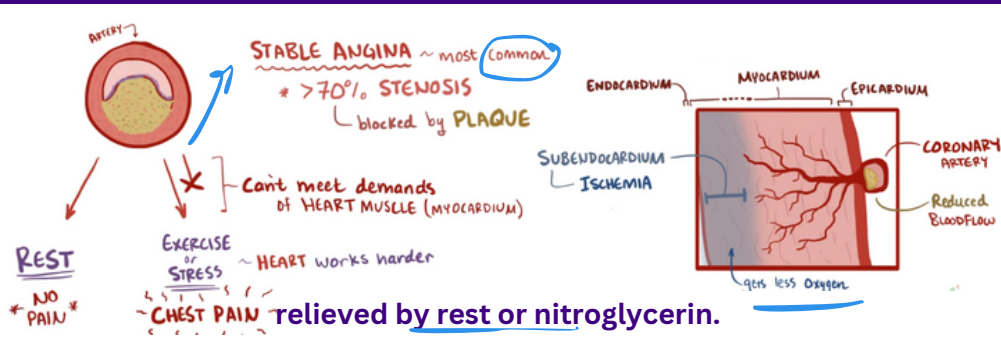 ARTERY
STABLE ANGINA ~ most common
* >70% STENOSIS
blocked by PLAQUE
Can't meet demands
of HEART MUSCLE (MYOCARDIUM)
REST
* NO PAIN *
EXERCISE
or
STRESS
~ HEART works harder
CHEST PAIN
relieved by rest or nitroglycerin.
ENDOCARDIUM
MYOCARDIUM
EPICARDIUM
SUBENDOCARDIUM
ISCHEMIA
CORONARY
ARTERY
Reduced
BLOODFLOW
gets less oxygen